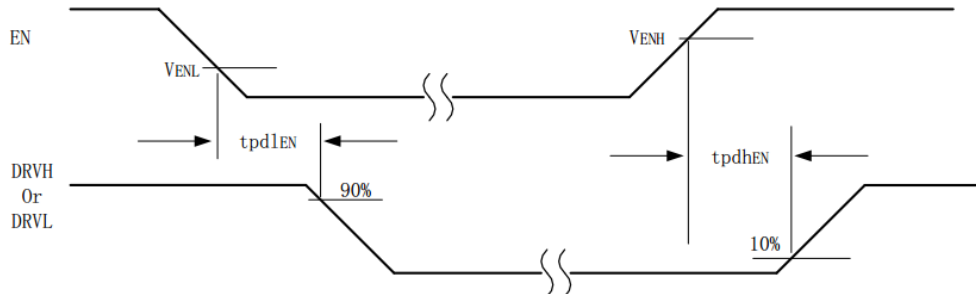 EN
VENL
VENH
tpdlEN
tpdhEN
DRVH
Or
DRVL
90%
10%